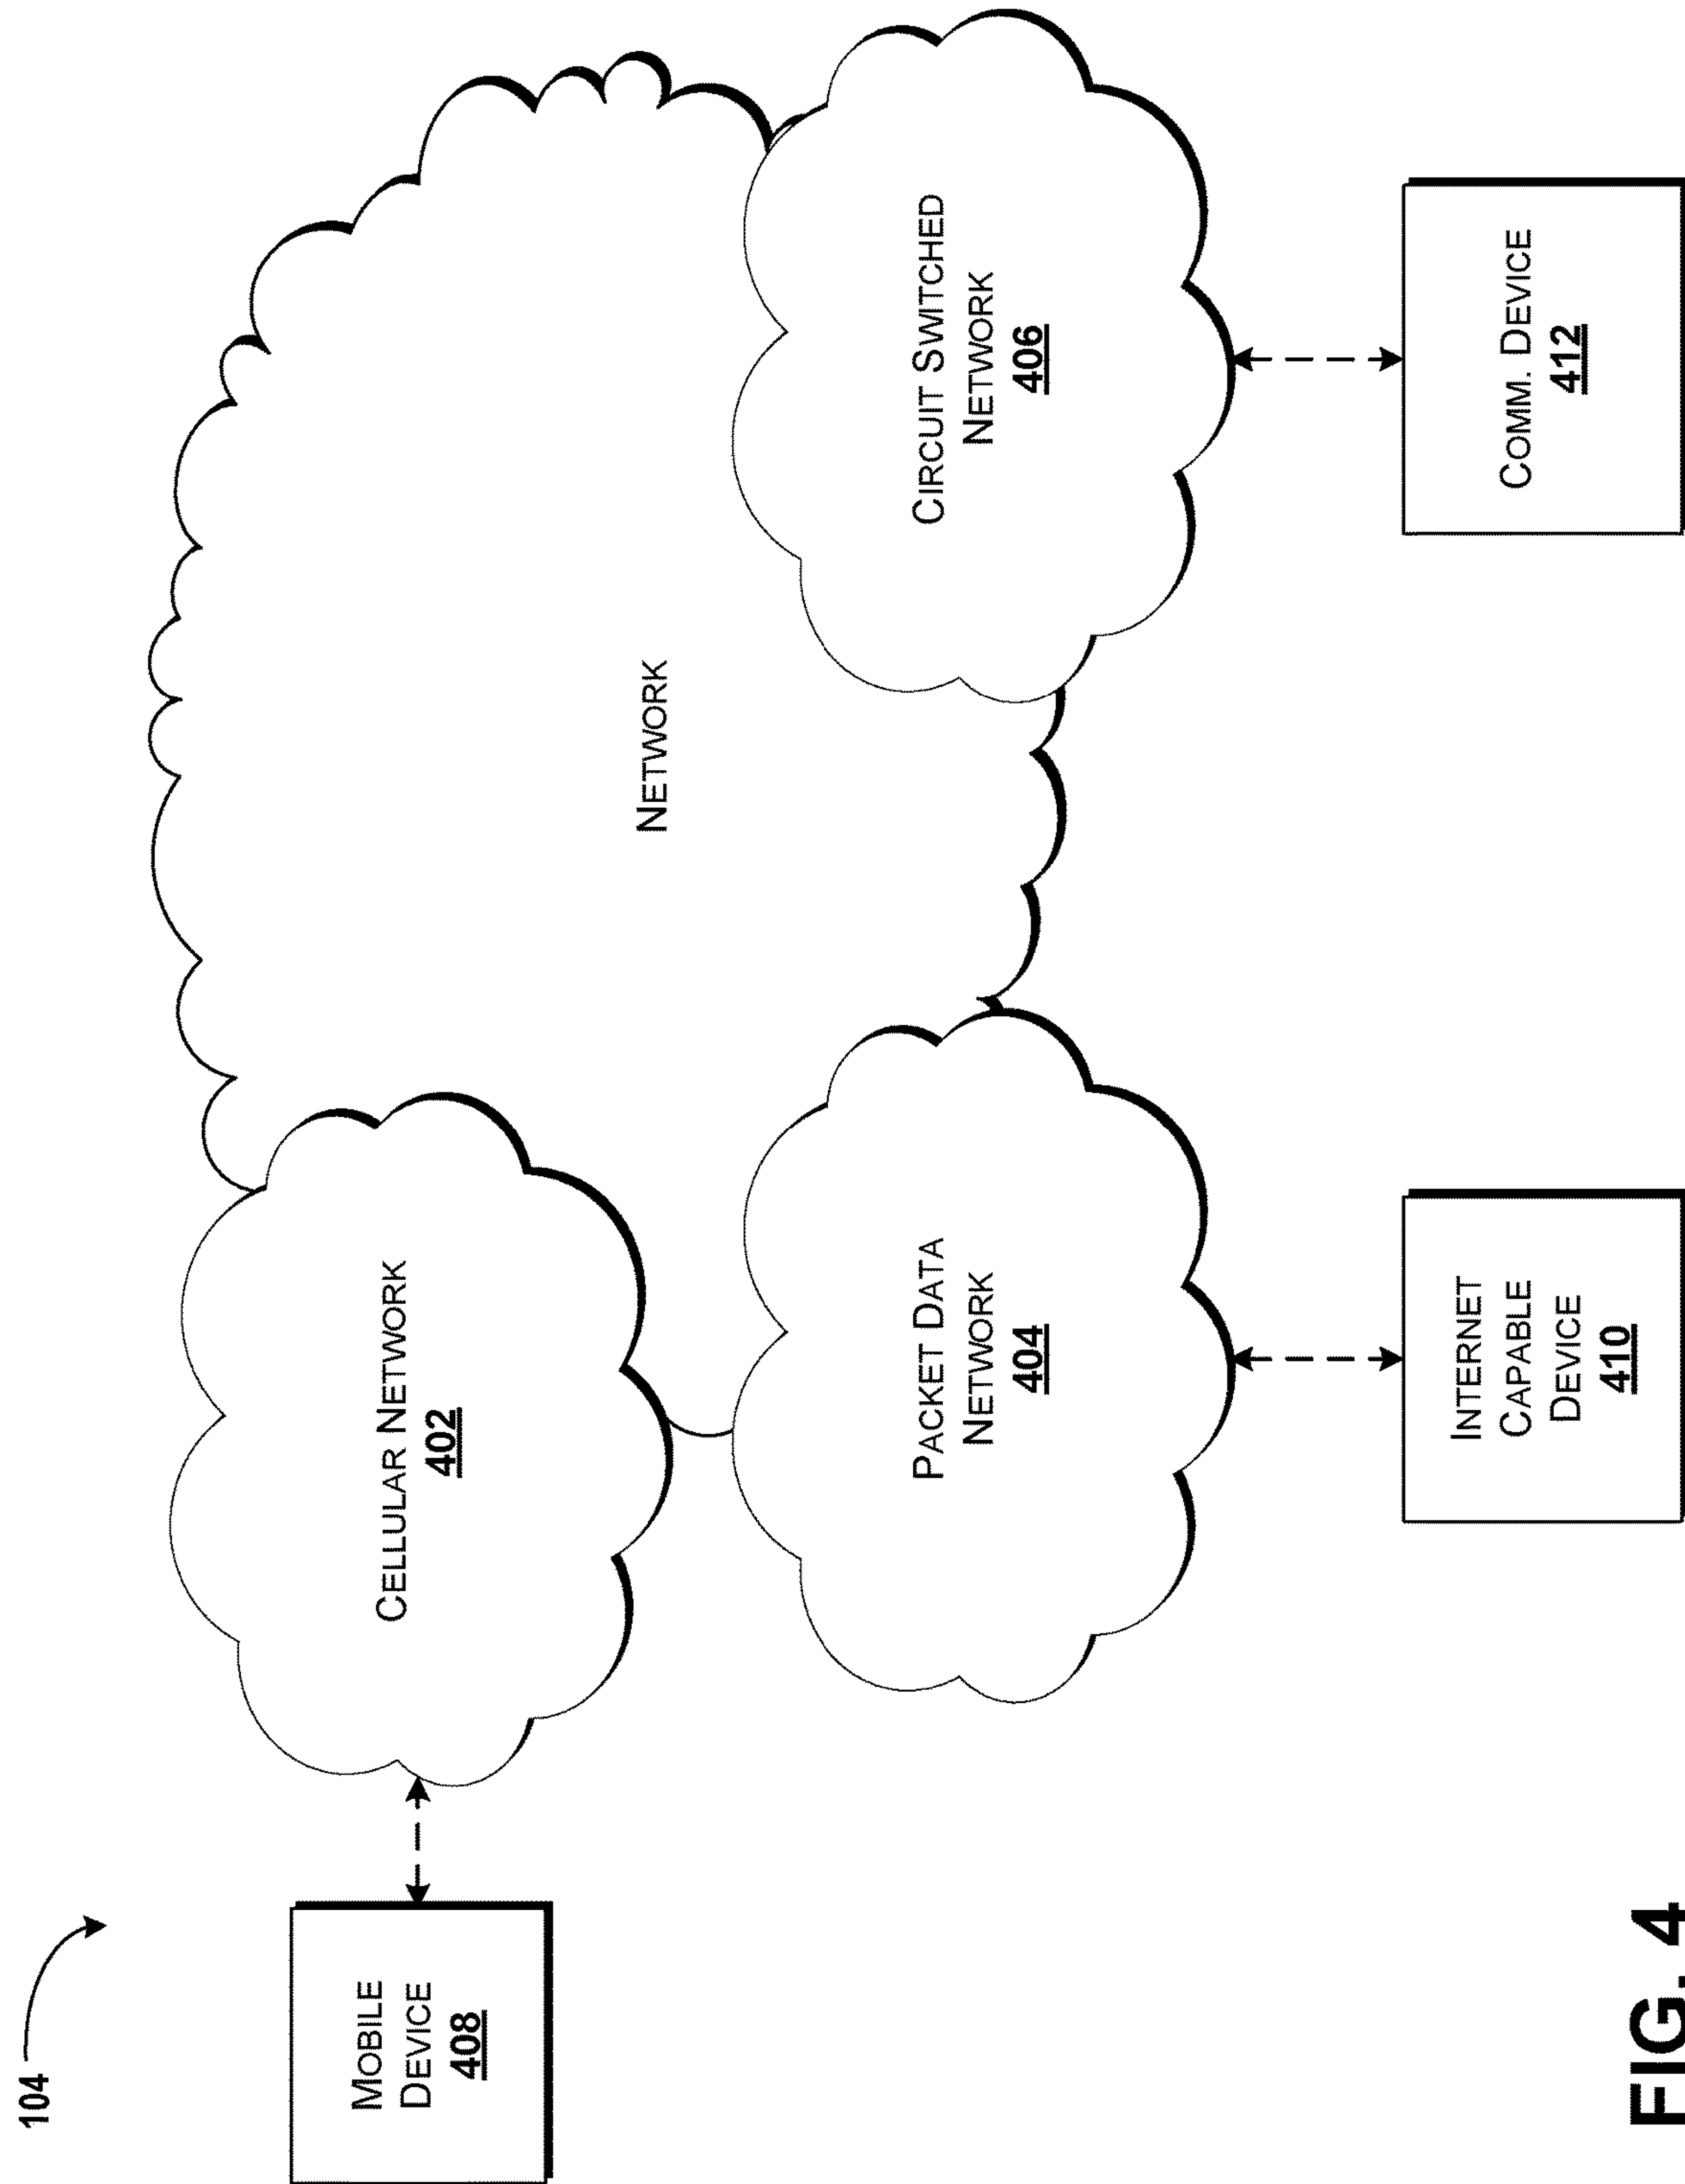 104
MOBILE
DEVICE
408
CELLULAR NETWORK
402
NETWORK
PACKET DATA
NETWORK
404
CIRCUIT SWITCHED
NETWORK
406
INTERNET
CAPABLE
DEVICE
410
COMM. DEVICE
412
FIG. 4